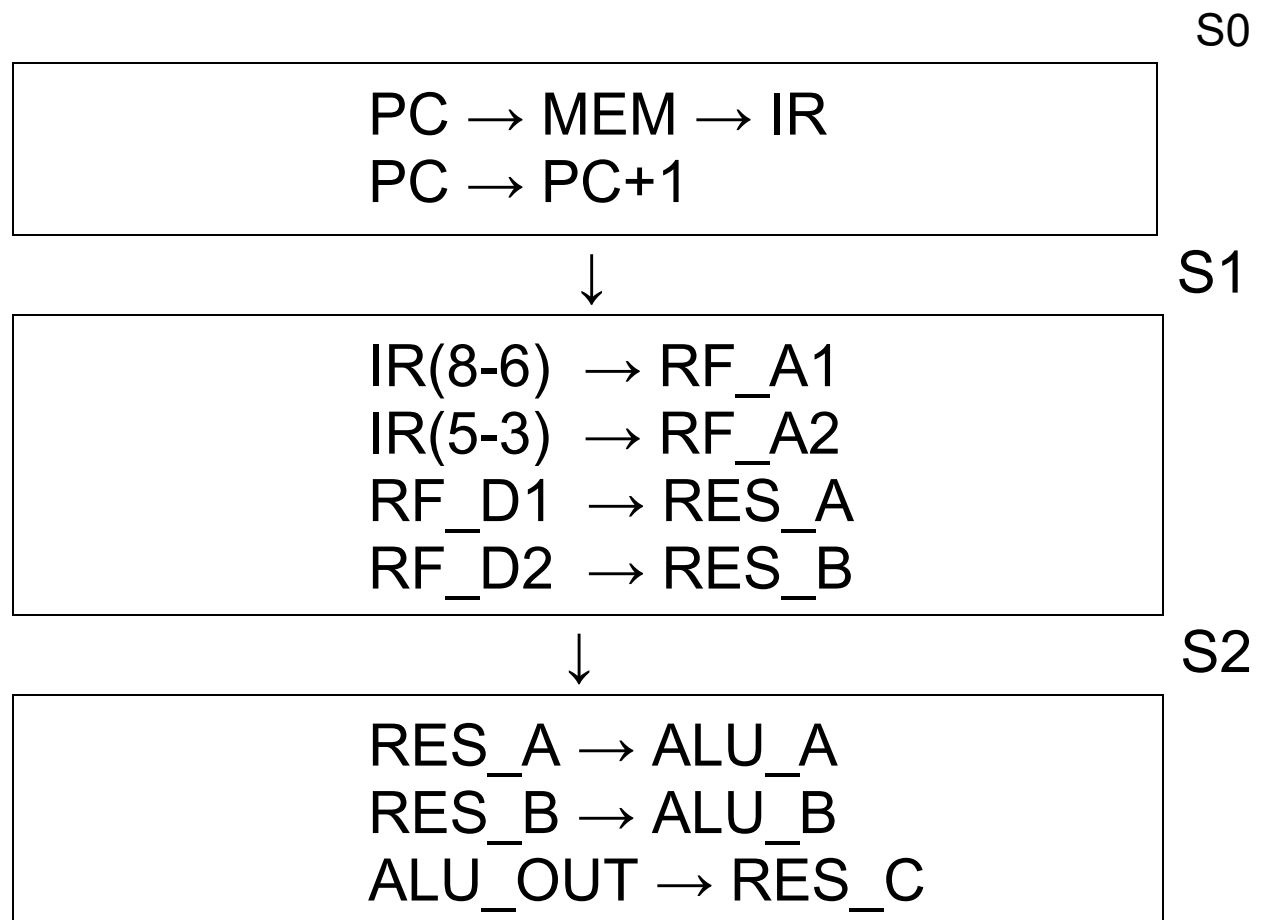 S0
PC → MEM → IR
PC → PC+1
↓
S1
IR(8-6) → RF_A1
IR(5-3) → RF_A2
RF_D1 → RES_A
RF_D2 → RES_B
↓
S2
RES_A → ALU_A
RES_B → ALU_B
ALU_OUT → RES_C